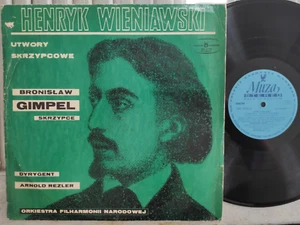 HENRYK WIENIAWSKI
UTWORY
SKRZYPCOWE
BRONISŁAW
GIMPEL
SKRZYPCE
DYRYGENT
ARNOLD REZLER
ORKIESTRA FILHARMONII NARODOWEJ
Muza